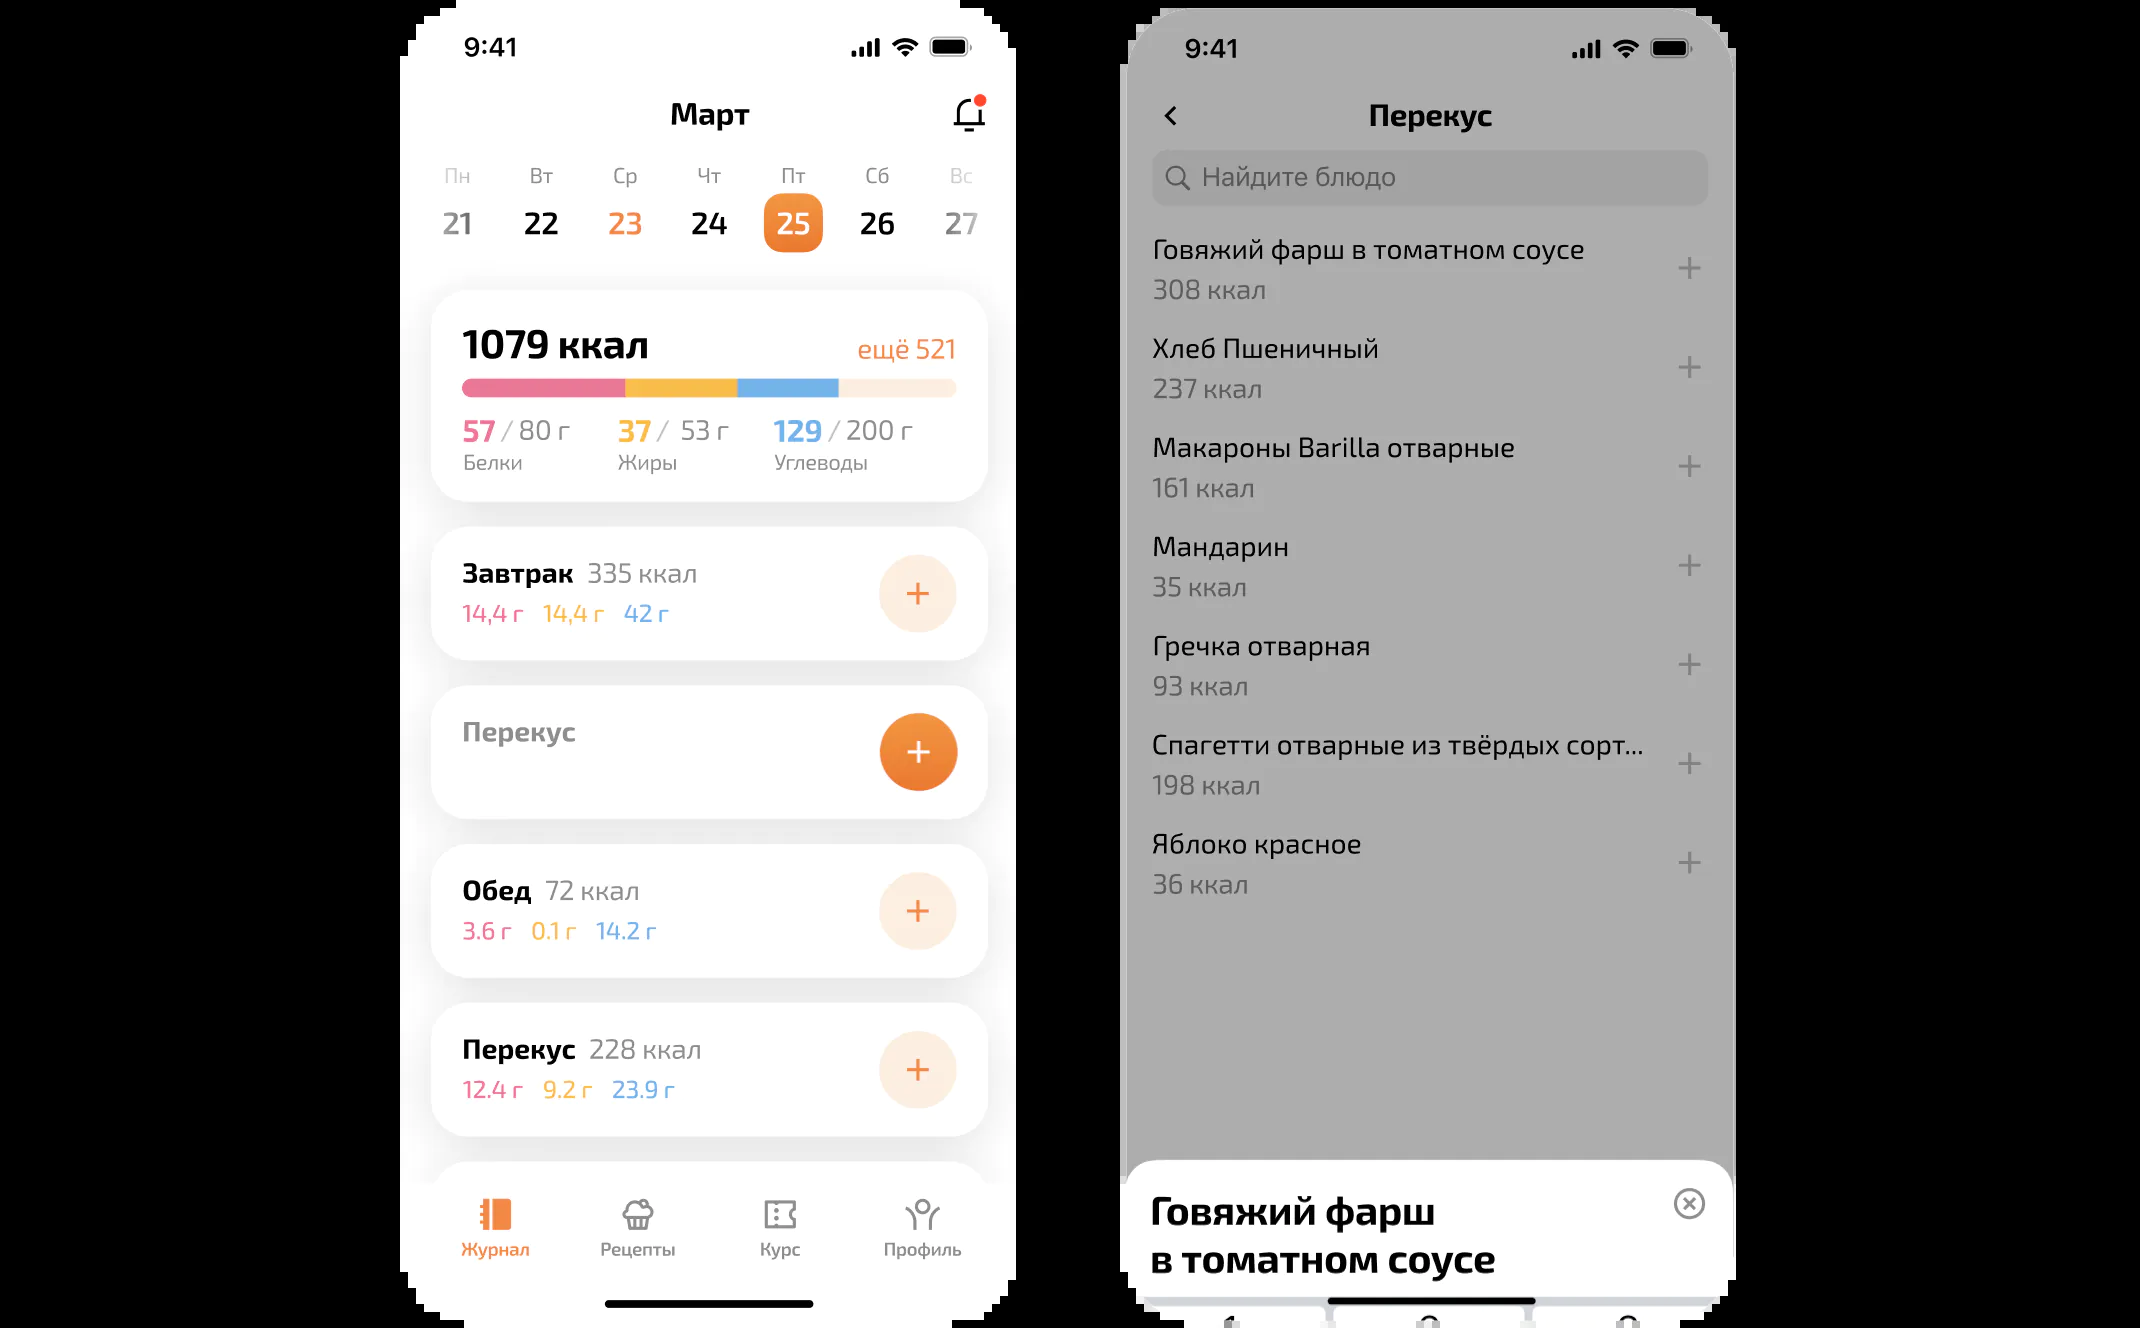 9:41
Март
Пн Вт Ср Чт Пт Сб Вс
21 22 23 24 25 26 27
1079 ккал ещё 521
57 / 80 г 37 / 53 г 129 / 200 г
Белки Жиры Углеводы
Завтрак 335 ккал
14,4 г 14,4 г 42 г
Перекус
Обед 72 ккал
3.6 г 0.1 г 14.2 г
Перекус 228 ккал
12.4 г 9.2 г 23.9 г
Журнал Рецепты Курс Профиль
9:41
Перекус
Найдите блюдо
Говяжий фарш в томатном соусе
308 ккал
Хлеб Пшеничный
237 ккал
Макароны Barilla отварные
161 ккал
Мандарин
35 ккал
Гречка отварная
93 ккал
Спагетти отварные из твёрдых сорт...
198 ккал
Яблоко красное
36 ккал
Говяжий фарш
в томатном соусе